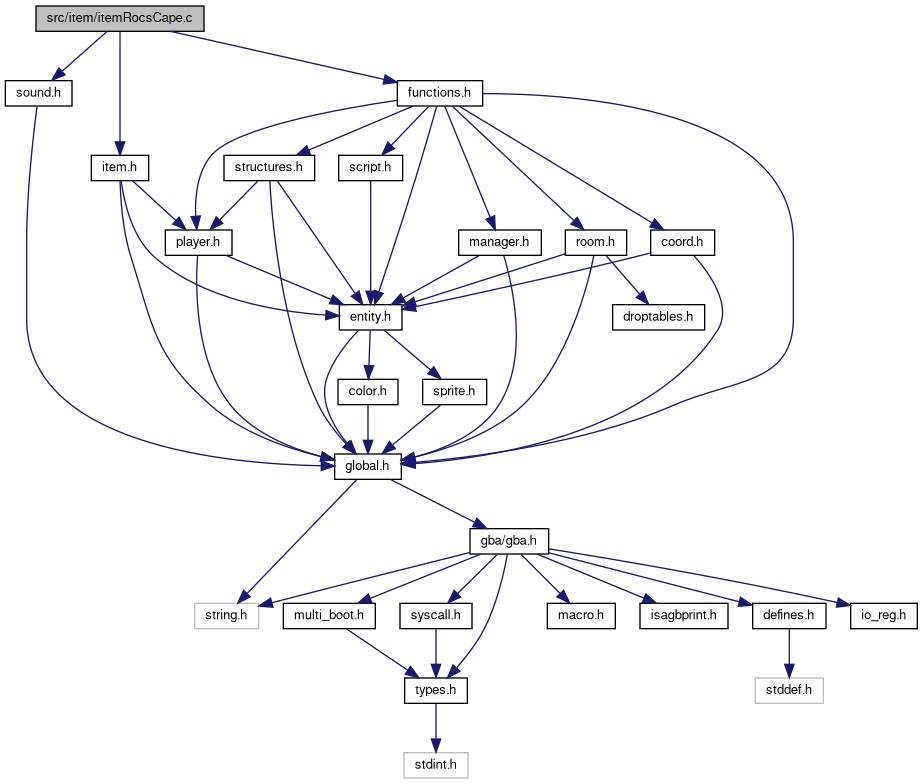 src/item/itemRocsCape.c
sound.h
functions.h
item.h
structures.h
script.h
player.h
manager.h
room.h
coord.h
entity.h
droptables.h
color.h
sprite.h
global.h
gba/gba.h
string.h
multi_boot.h
syscall.h
macro.h
isagbprint.h
defines.h
io_reg.h
types.h
stddef.h
stdint.h